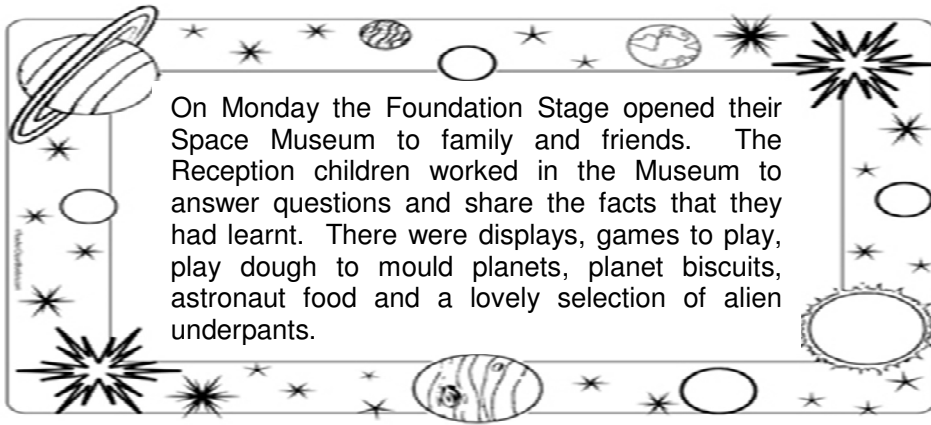 On Monday the Foundation Stage opened their
Space Museum to family and friends. The
Reception children worked in the Museum to
answer questions and share the facts that they
had learnt. There were displays, games to play,
play dough to mould planets, planet biscuits,
astronaut food and a lovely selection of alien
underpants.